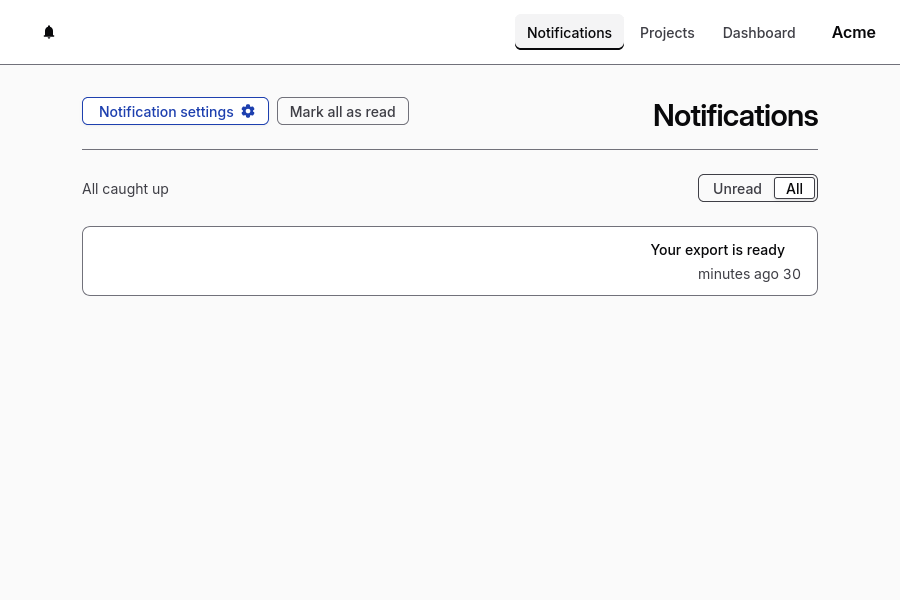 Acme
Dashboard
Projects
Notifications
Notifications
Mark all as read
Notification settings
All
Unread
All caught up
Your export is ready
minutes ago 30